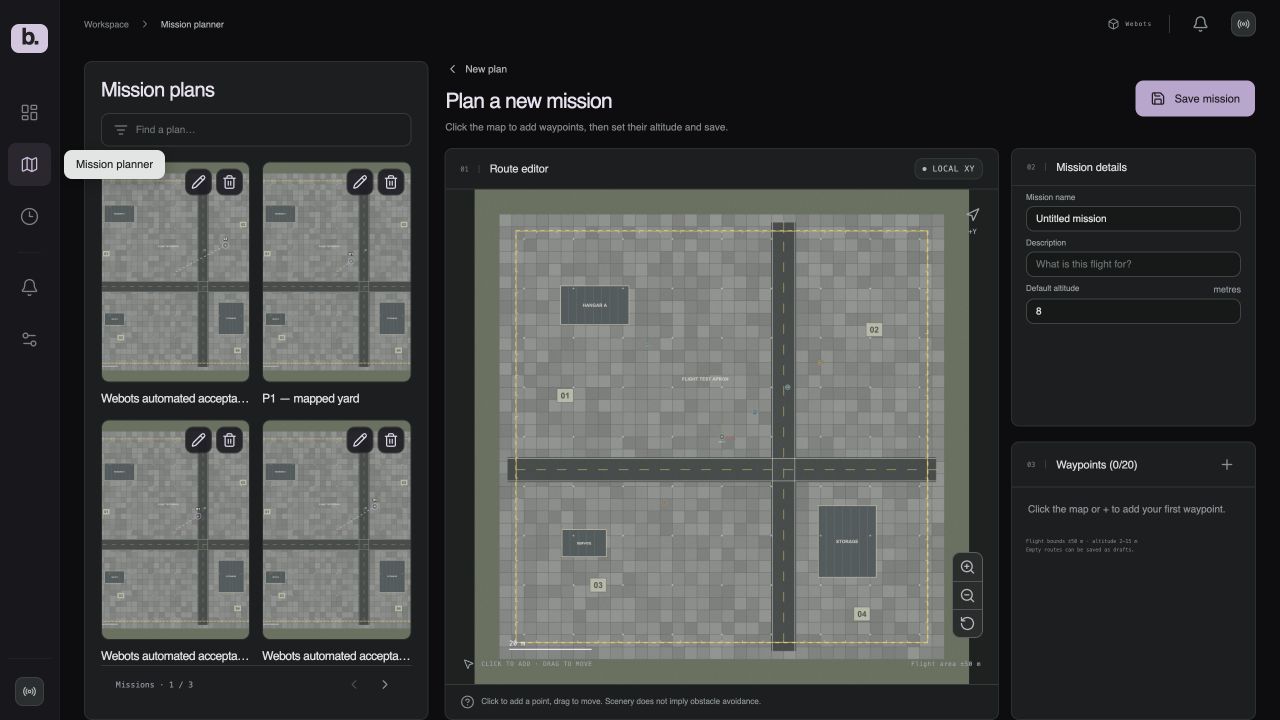 b.
Workspace
Mission planner
Webots
Mission plans
Find a plan...
Mission planner
Webots automated accepta...
P1 — mapped yard
Webots automated accepta...
Webots automated accepta...
Missions · 1 / 3
New plan
Plan a new mission
Click the map to add waypoints, then set their altitude and save.
Save mission
01
Route editor
LOCAL XY
+Y
HANGAR A
02
FLIGHT TEST APRON
01
SERVICE
STORAGE
03
04
20 m
CLICK TO ADD · DRAG TO MOVE
Flight area ±50 m
Click to add a point, drag to move. Scenery does not imply obstacle avoidance.
02
Mission details
Mission name
Untitled mission
Description
What is this flight for?
Default altitude
metres
8
03
Waypoints (0/20)
Click the map or + to add your first waypoint.
Flight bounds ±50 m · altitude 2–15 m
Empty routes can be saved as drafts.